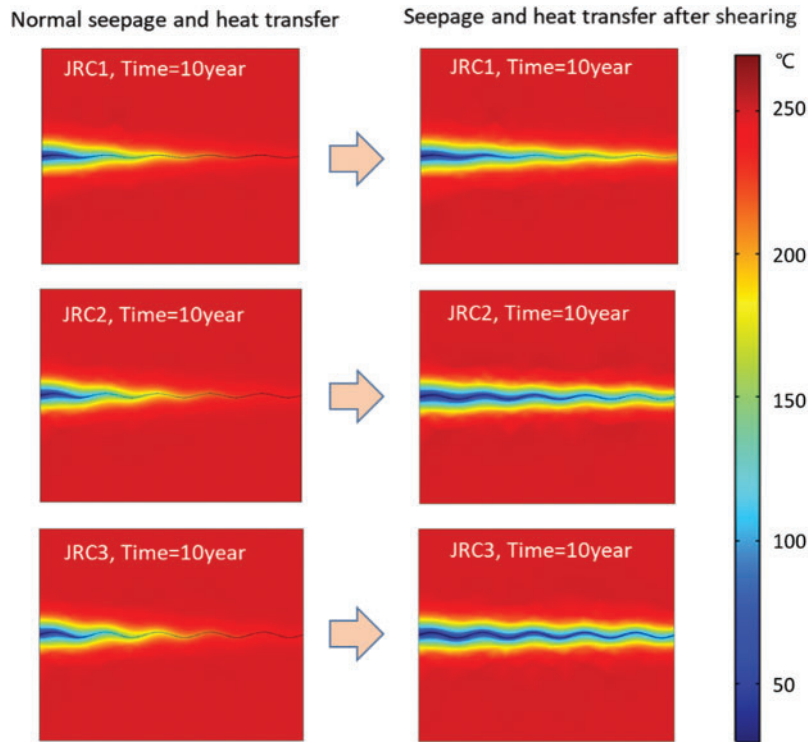 Normal seepage and heat transfer
Seepage and heat transfer after shearing
JRC1, Time=10year
JRC1, Time=10year
JRC2, Time=10year
JRC2, Time=10year
JRC3, Time=10year
JRC3, Time=10year
℃
250
200
150
100
50